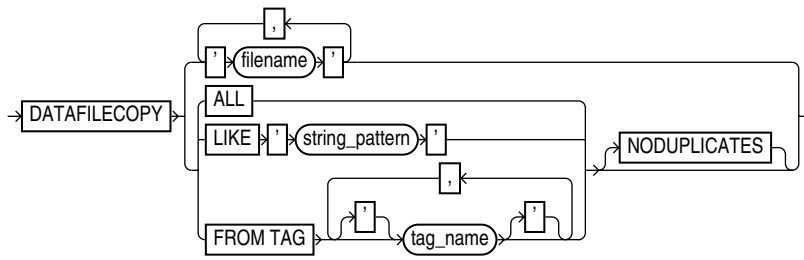 ,
' filename '
ALL
DATAFILECOPY
LIKE ' string_pattern '
NODUPLICATES
,
' '
FROM TAG tag_name